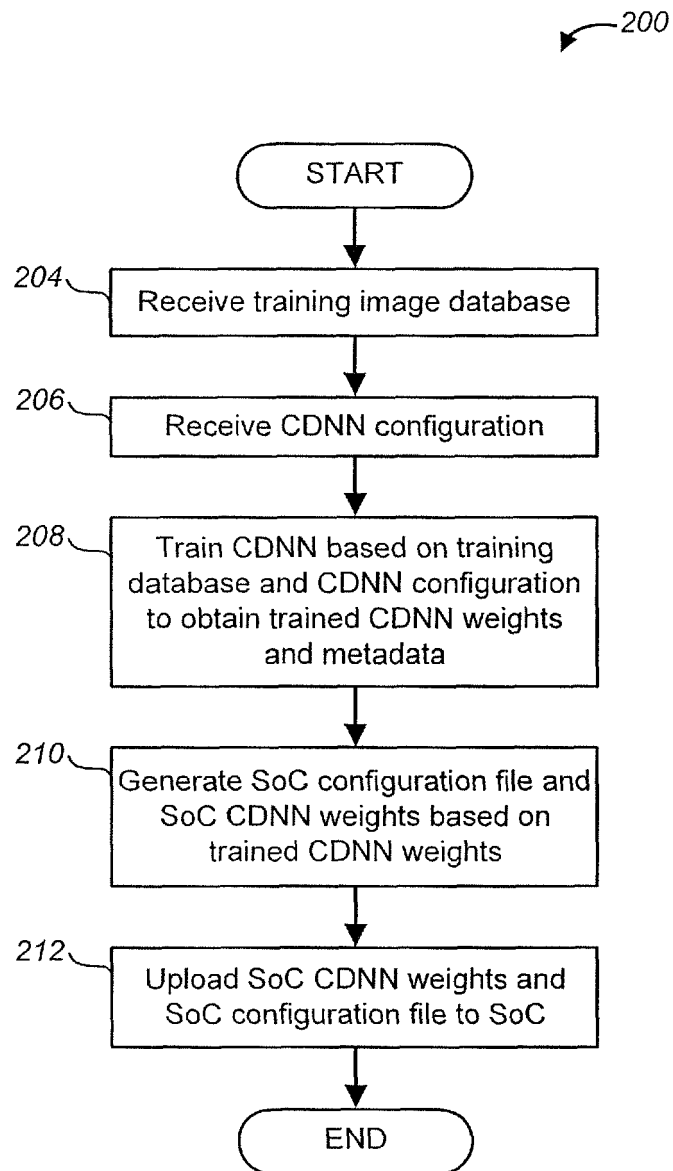 200
START
204
Receive training image database
206
Receive CDNN configuration
208
Train CDNN based on training
database and CDNN configuration
to obtain trained CDNN weights
and metadata
210
Generate SoC configuration file and
SoC CDNN weights based on
trained CDNN weights
212
Upload SoC CDNN weights and
SoC configuration file to SoC
END